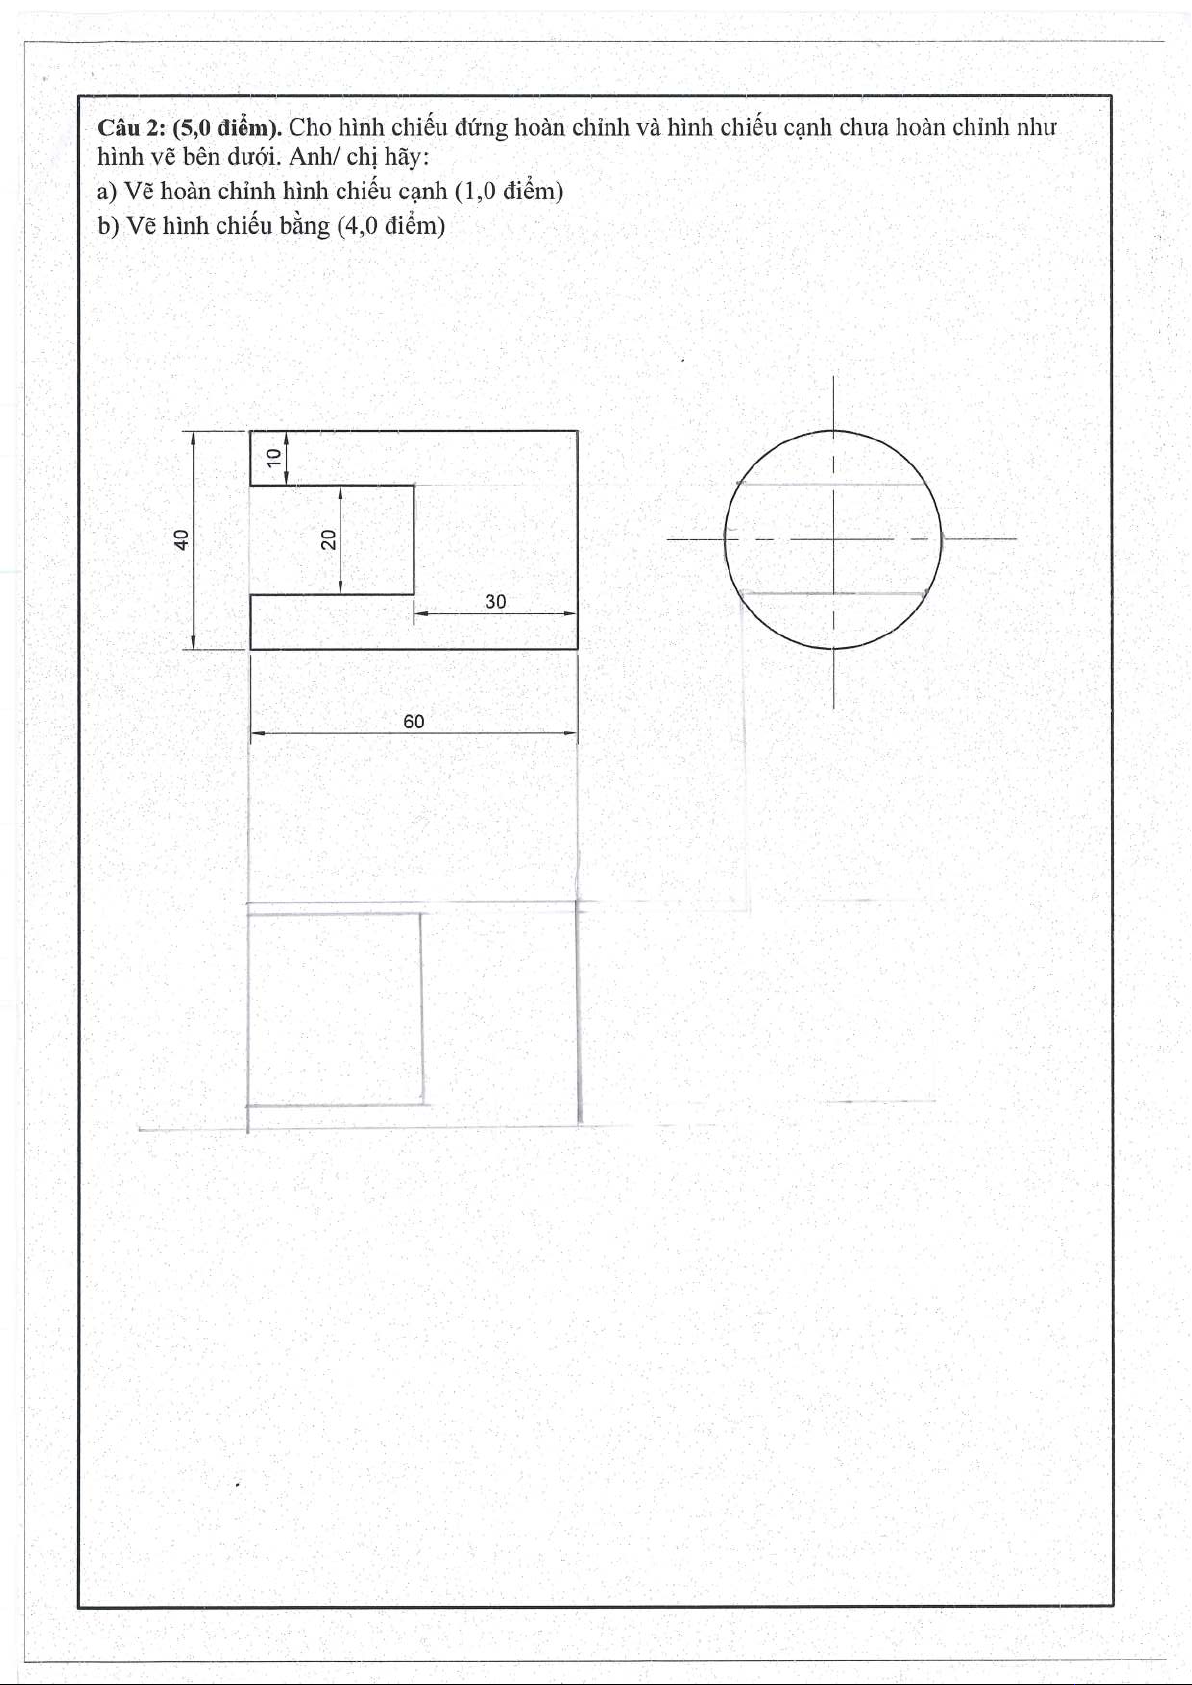 Câu 2: (5,0 điểm). Cho hình chiếu đứng hoàn chỉnh và hình chiếu cạnh chưa hoàn chỉnh như
hình vẽ bên dưới. Anh/ chị hãy:
a) Vẽ hoàn chỉnh hình chiếu cạnh (1,0 điểm)
b) Vẽ hình chiếu bằng (4,0 điểm)
10
40
20
30
60